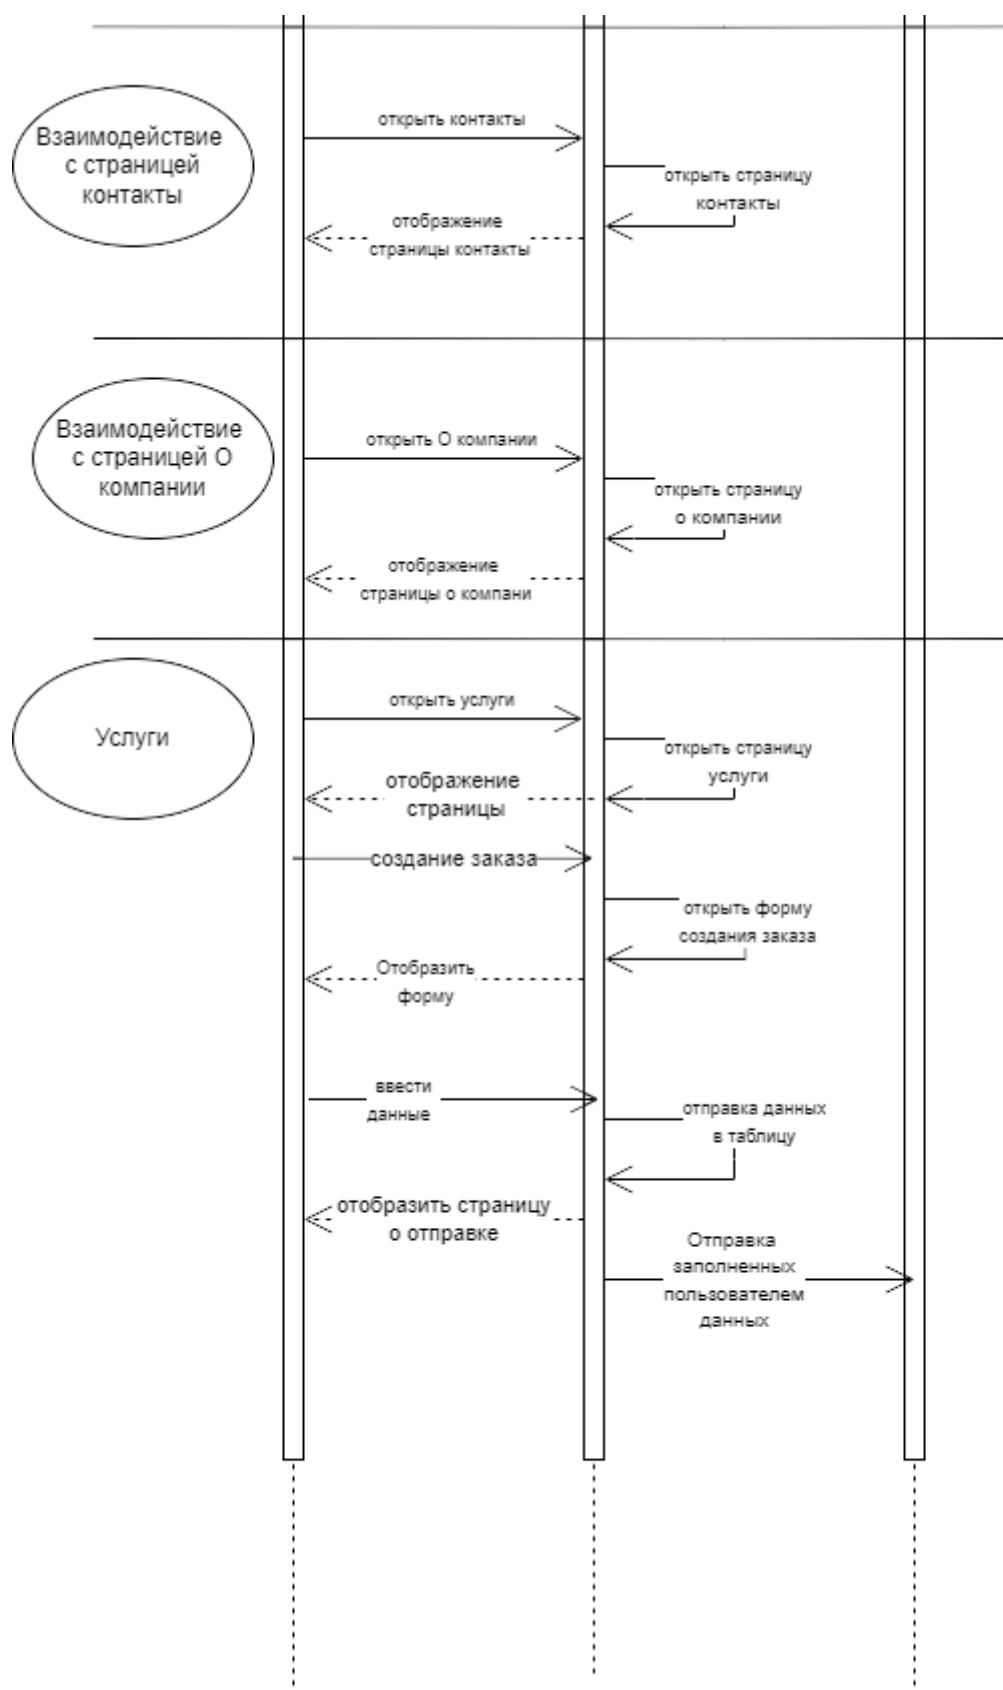 Взаимодействие
с страницей
контакты
открыть контакты
открыть страницу
контакты
отображение
страницы контакты
Взаимодействие
с страницей О
компании
открыть О компании
открыть страницу
о компании
отображение
страницы о компани
Услуги
открыть услуги
открыть страницу
услуги
отображение
страницы
создание заказа
открыть форму
создания заказа
Отобразить
форму
ввести
данные
отправка данных
в таблицу
отобразить страницу
о отправке
Отправка
заполненных
пользователем
данных